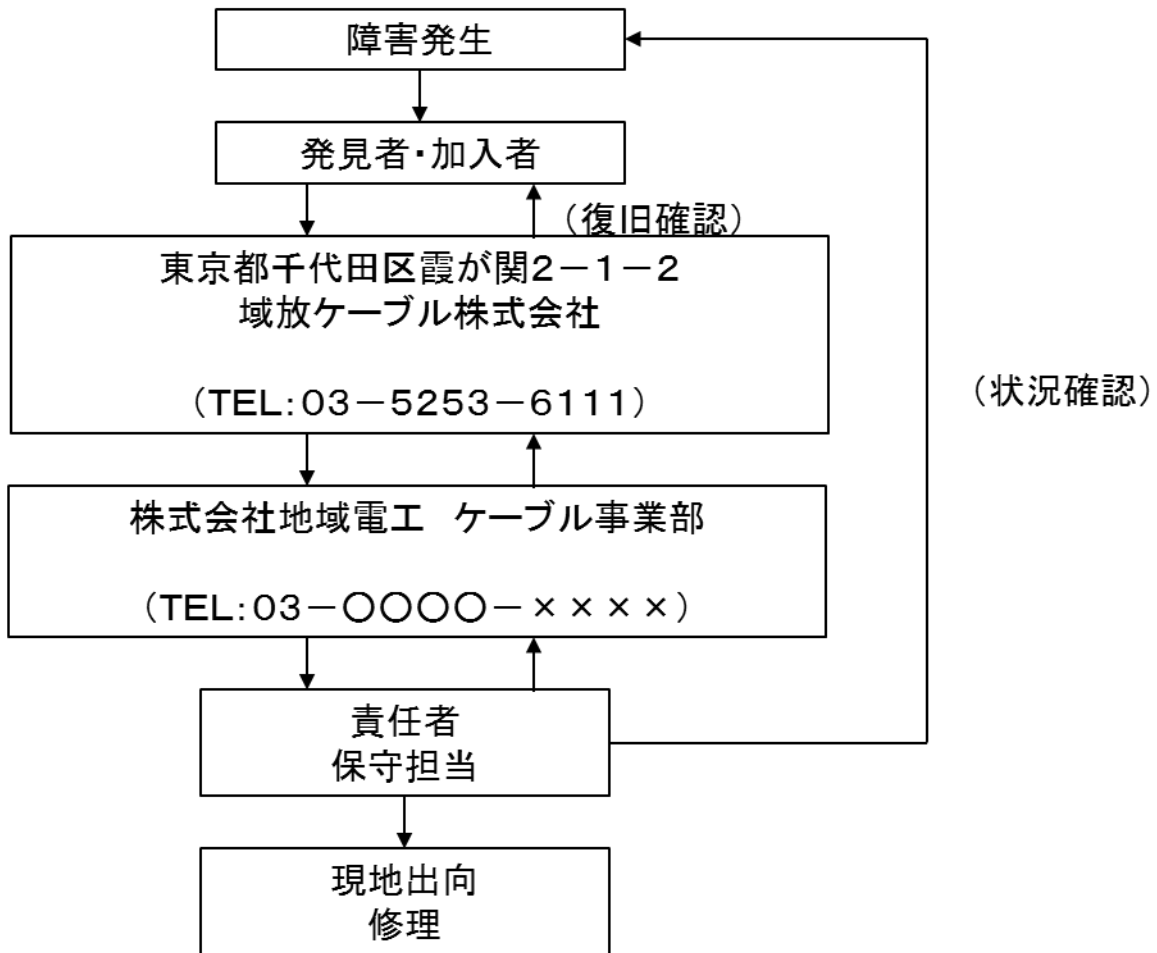 障害発生
発見者・加入者
（復旧確認）
東京都千代田区霞が関２－１－２
域放ケーブル株式会社
（TEL：０３－５２５３－６１１１）
（状況確認）
株式会社地域電工　ケーブル事業部
（TEL：０３－〇〇〇〇－××××）
責任者
保守担当
現地出向
修理